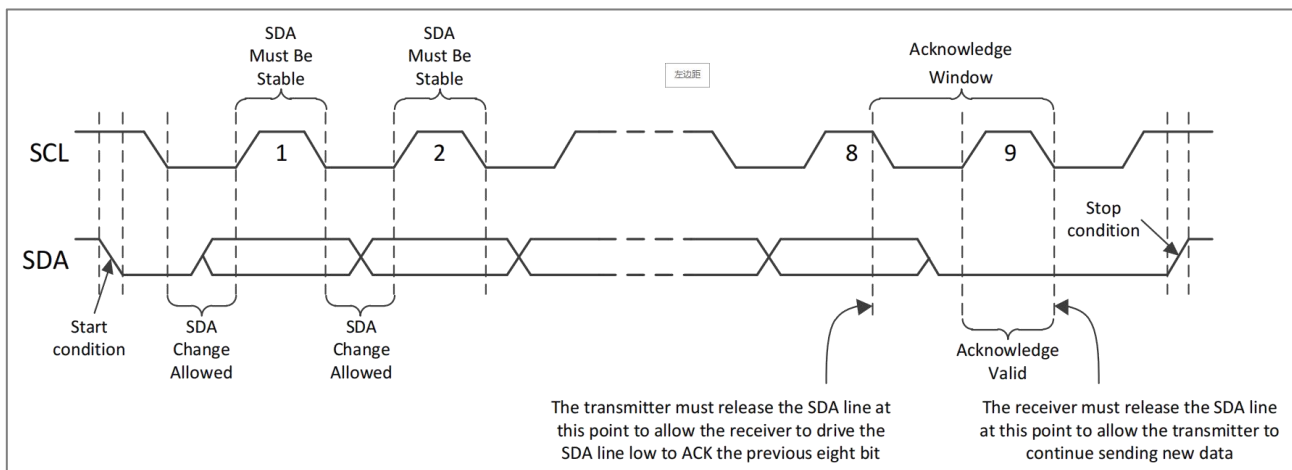 SDA
Must Be
Stable
SDA
Must Be
Stable
左边距
Acknowledge
Window
SCL
1
2
8
9
Stop
condition
SDA
Start
condition
SDA
Change
Allowed
SDA
Change
Allowed
Acknowledge
Valid
The transmitter must release the SDA line at
this point to allow the receiver to drive the
SDA line low to ACK the previous eight bit
The receiver must release the SDA line
at this point to allow the transmitter to
continue sending new data